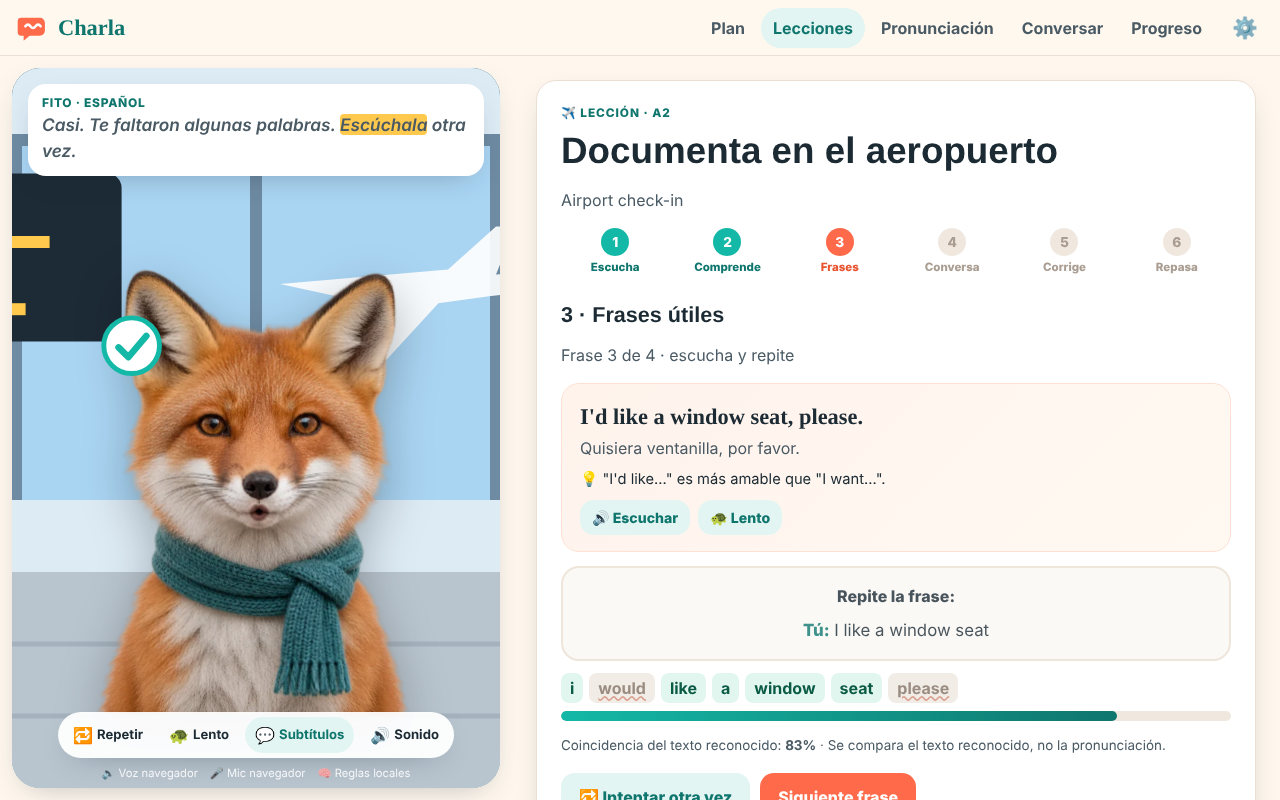 Charla
Plan
Lecciones
Pronunciación
Conversar
Progreso
FITO · ESPAÑOL
Casi. Te faltaron algunas palabras. Escúchala otra
vez.
Repetir
Lento
Subtítulos
Sonido
Voz navegador
Mic navegador
Reglas locales
LECCIÓN · A2
Documenta en el aeropuerto
Airport check-in
1
2
3
4
5
6
Escucha
Comprende
Frases
Conversa
Corrige
Repasa
3 · Frases útiles
Frase 3 de 4 · escucha y repite
I'd like a window seat, please.
Quisiera ventanilla, por favor.
"I'd like…" es más amable que "I want…".
Escuchar
Lento
Repite la frase:
Tú: I like a window seat
i would like a window seat please
Coincidencia del texto reconocido: 83% · Se compara el texto reconocido, no la pronunciación.
Intentar otra vez
Siguiente frase